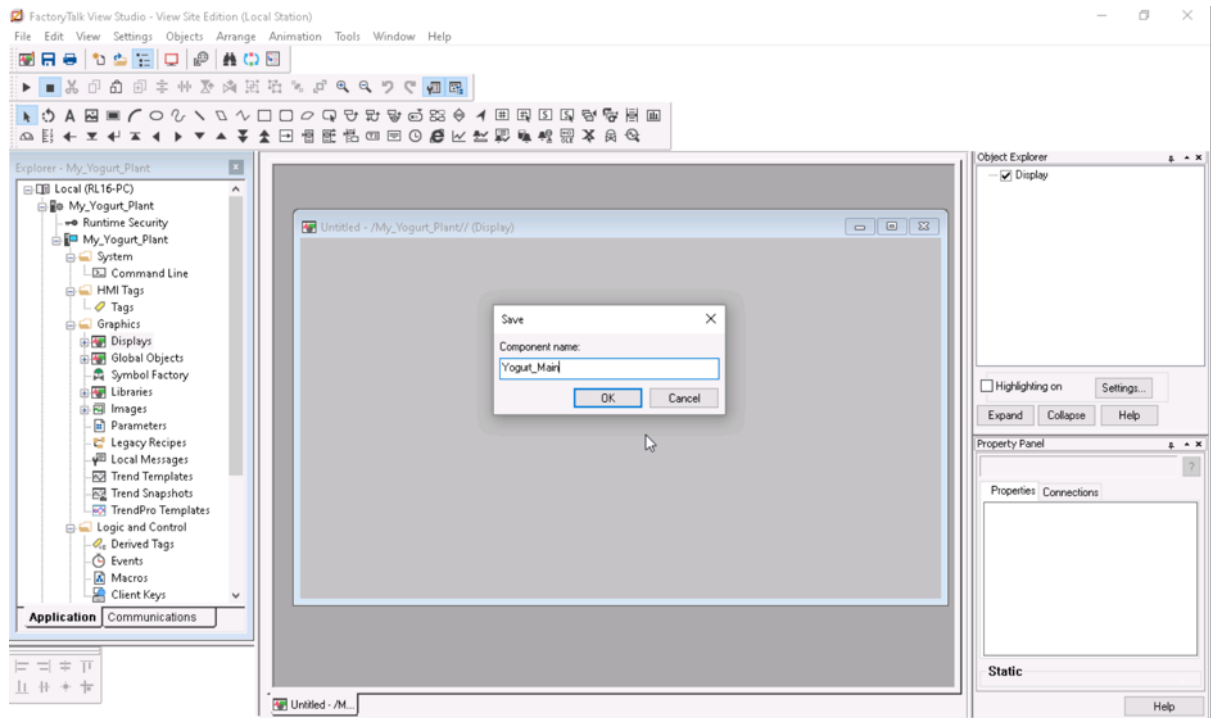 FactoryTalk View Studio - View Site Edition (Local Station)
File Edit View Settings Objects Arrange Animation Tools Window Help
Explorer - My_Yogurt_Plant
Local (RL16-PC)
My_Yogurt_Plant
Runtime Security
My_Yogurt_Plant
System
Command Line
HMI Tags
Tags
Graphics
Displays
Global Objects
Symbol Factory
Libraries
Images
Parameters
Legacy Recipes
Local Messages
Trend Templates
Trend Snapshots
TrendPro Templates
Logic and Control
Derived Tags
Events
Macros
Client Keys
Application Communications
Untitled - /My_Yogurt_Plant// (Display)
Save
Component name:
Yogurt_Main
OK Cancel
Untitled - /M...
Object Explorer
Display
Highlighting on Settings...
Expand Collapse Help
Property Panel
?
Properties Connections
Static
Help